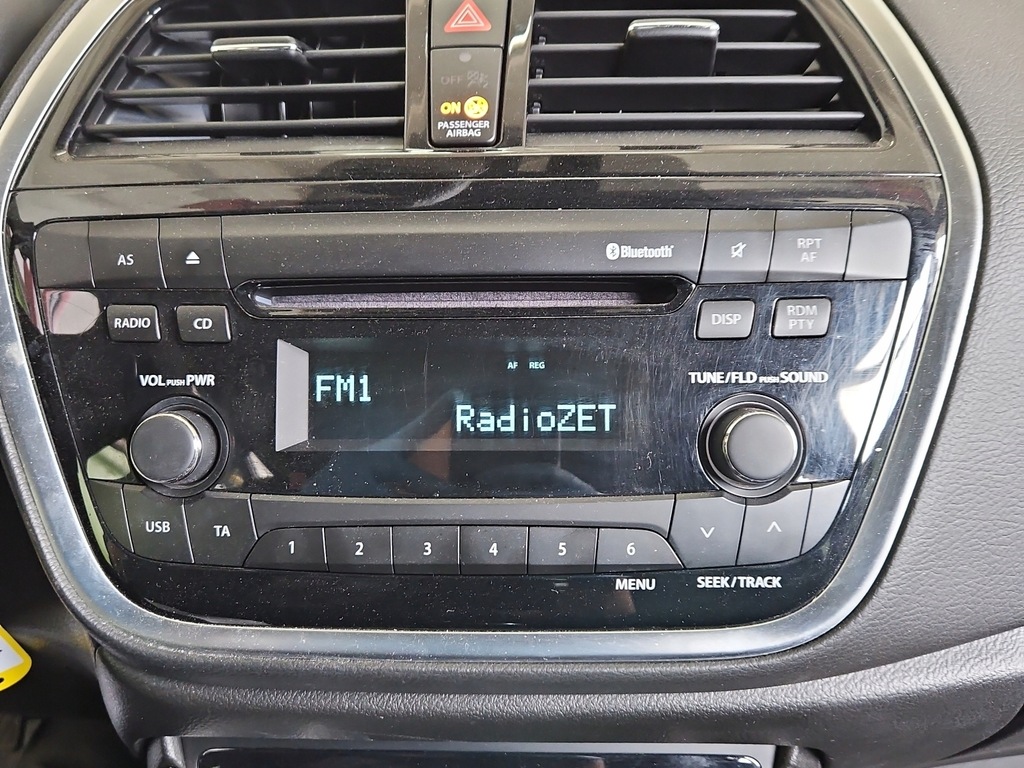 OFF
ON
PASSENGER
AIRBAG
AS
Bluetooth
RPT
AF
RADIO
CD
DISP
RDM
PTY
VOL PUSH PWR
AF REG
TUNE/FLD PUSH SOUND
FM1
RadioZET
USB
TA
1 2 3 4 5 6
MENU
SEEK/TRACK